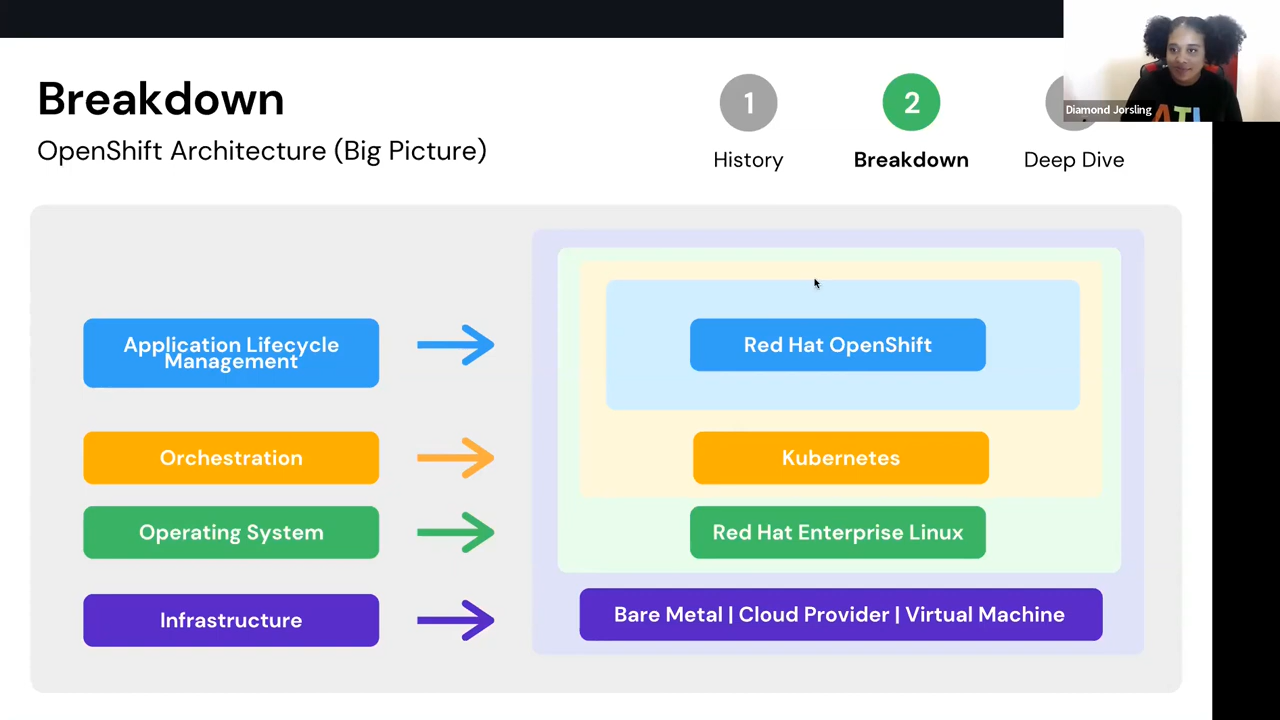 Breakdown
OpenShift Architecture (Big Picture)
1
2
History
Breakdown
Deep Dive
Diamond Jorsling
ATL
Application Lifecycle
Management
Red Hat OpenShift
Orchestration
Kubernetes
Operating System
Red Hat Enterprise Linux
Infrastructure
Bare Metal | Cloud Provider | Virtual Machine